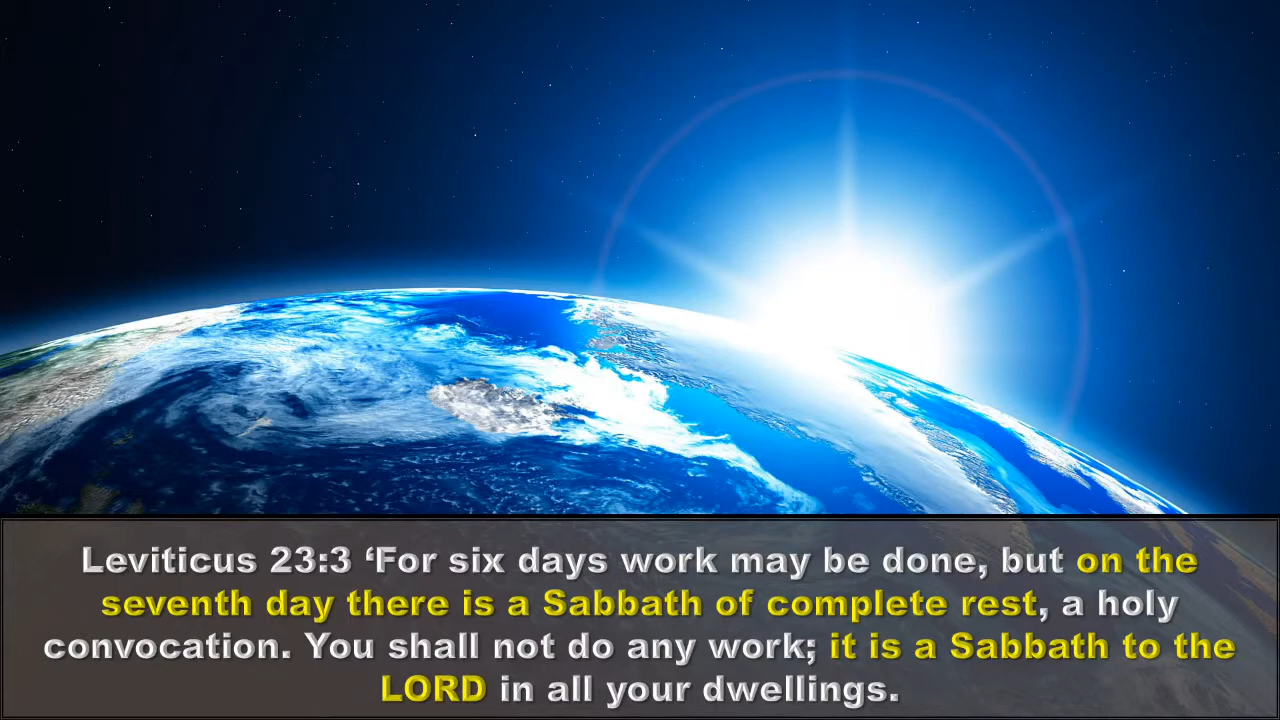 Leviticus 23:3 ‘For six days work may be done, but on the
seventh day there is a Sabbath of complete rest, a holy
convocation. You shall not do any work; it is a Sabbath to the
LORD in all your dwellings.